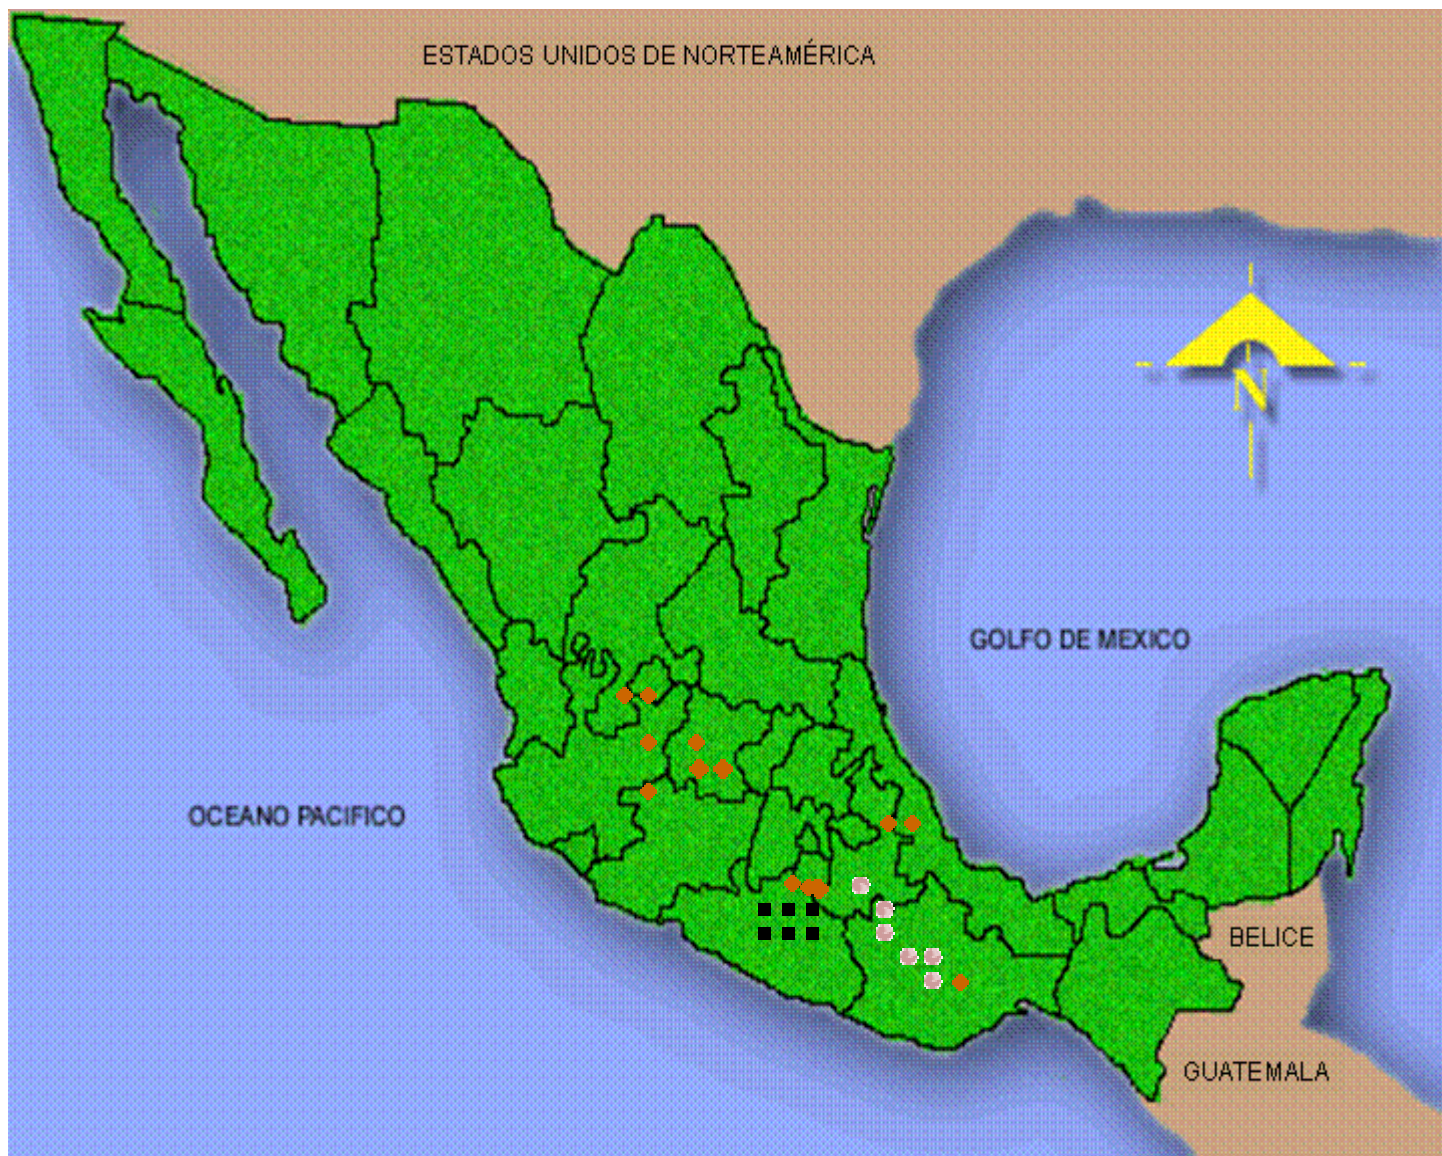 ESTADOS UNIDOS DE NORTEAMÉRICA
N
GOLFO DE MEXICO
OCEANO PACIFICO
BELICE
GUATEMALA